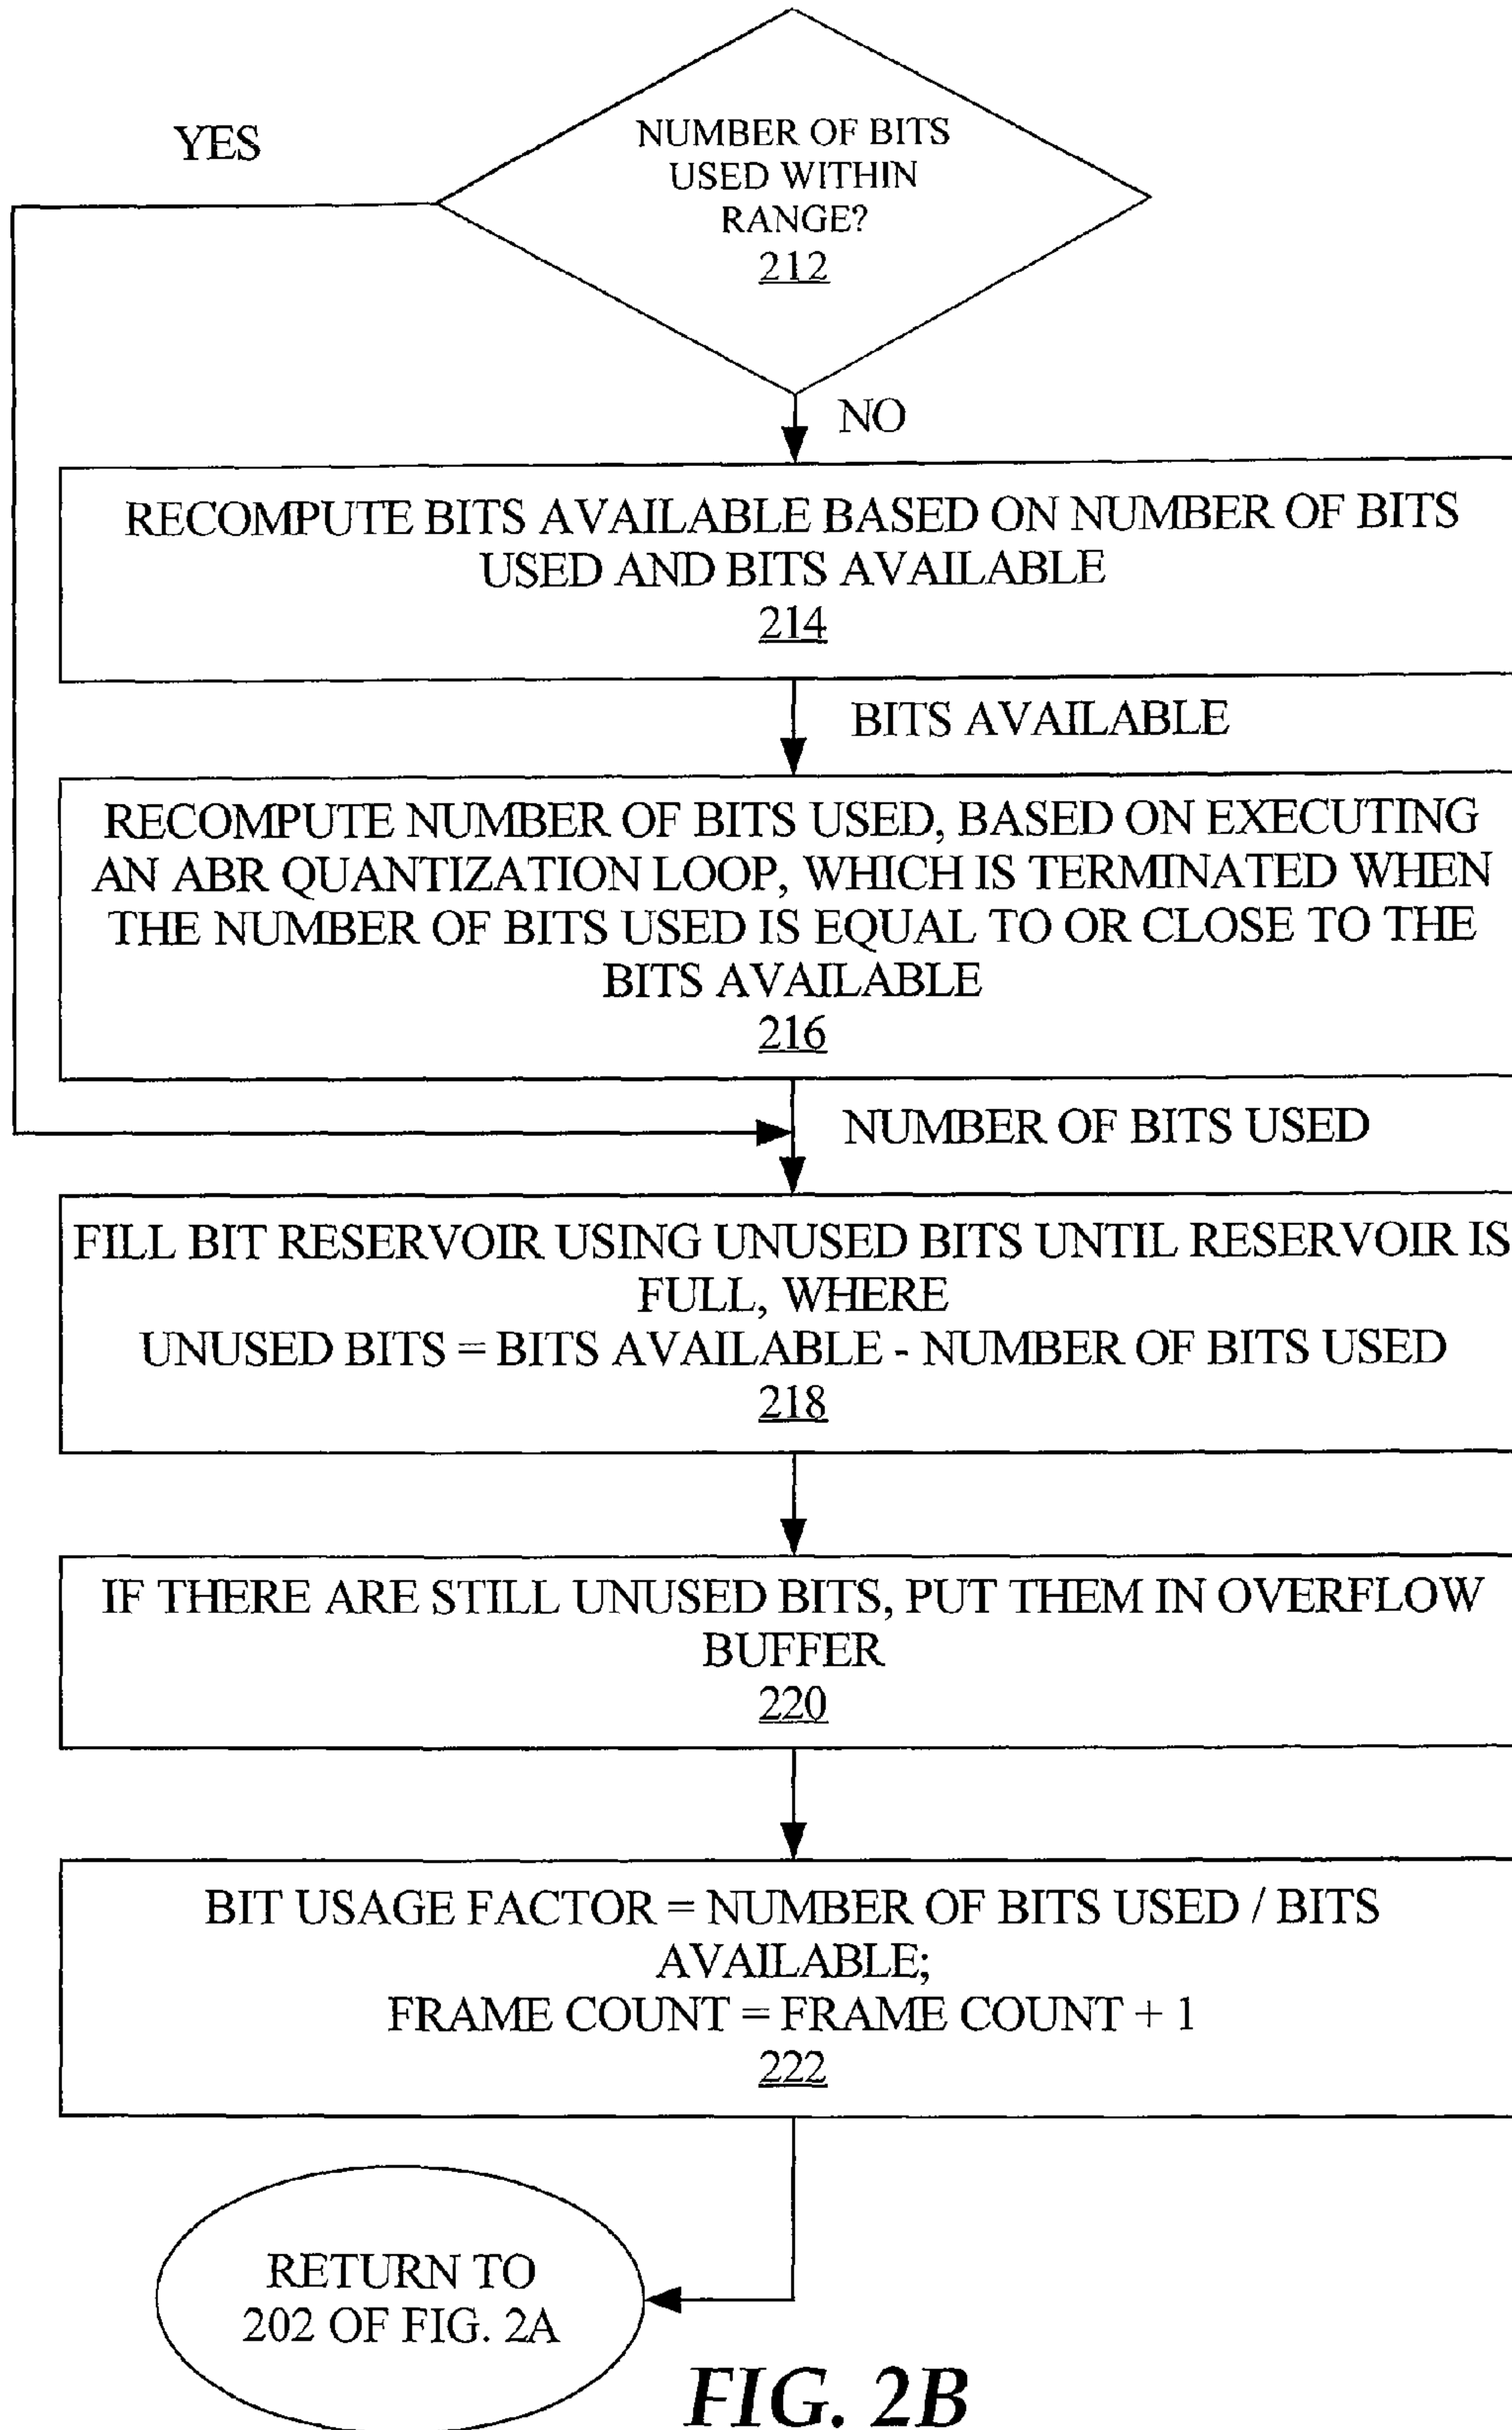 NUMBER OF BITS
USED WITHIN
RANGE?
212
YES
NO
RECOMPUTE BITS AVAILABLE BASED ON NUMBER OF BITS
USED AND BITS AVAILABLE
214
BITS AVAILABLE
RECOMPUTE NUMBER OF BITS USED, BASED ON EXECUTING
AN ABR QUANTIZATION LOOP, WHICH IS TERMINATED WHEN
THE NUMBER OF BITS USED IS EQUAL TO OR CLOSE TO THE
BITS AVAILABLE
216
NUMBER OF BITS USED
FILL BIT RESERVOIR USING UNUSED BITS UNTIL RESERVOIR IS
FULL, WHERE
UNUSED BITS = BITS AVAILABLE - NUMBER OF BITS USED
218
IF THERE ARE STILL UNUSED BITS, PUT THEM IN OVERFLOW
BUFFER
220
BIT USAGE FACTOR = NUMBER OF BITS USED / BITS
AVAILABLE;
FRAME COUNT = FRAME COUNT + 1
222
RETURN TO
202 OF FIG. 2A
FIG. 2B